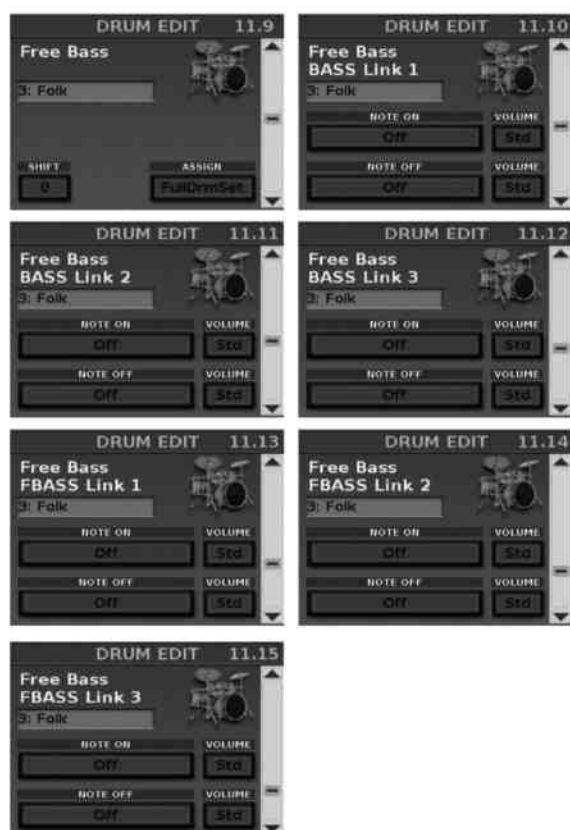 DRUM EDIT 11.9
Free Bass
3: Folk
SHIFT ASSIGN
0 FullDrmSet
DRUM EDIT 11.10
Free Bass
BASS Link 1
3: Folk
NOTE ON VOLUME
Off Std
NOTE OFF VOLUME
Off Std
DRUM EDIT 11.11
Free Bass
BASS Link 2
3: Folk
NOTE ON VOLUME
Off Std
NOTE OFF VOLUME
Off Std
DRUM EDIT 11.12
Free Bass
BASS Link 3
3: Folk
NOTE ON VOLUME
Off Std
NOTE OFF VOLUME
Off Std
DRUM EDIT 11.13
Free Bass
FBASS Link 1
3: Folk
NOTE ON VOLUME
Off Std
NOTE OFF VOLUME
Off Std
DRUM EDIT 11.14
Free Bass
FBASS Link 2
3: Folk
NOTE ON VOLUME
Off Std
NOTE OFF VOLUME
Off Std
DRUM EDIT 11.15
Free Bass
FBASS Link 3
3: Folk
NOTE ON VOLUME
Off Std
NOTE OFF VOLUME
Off Std